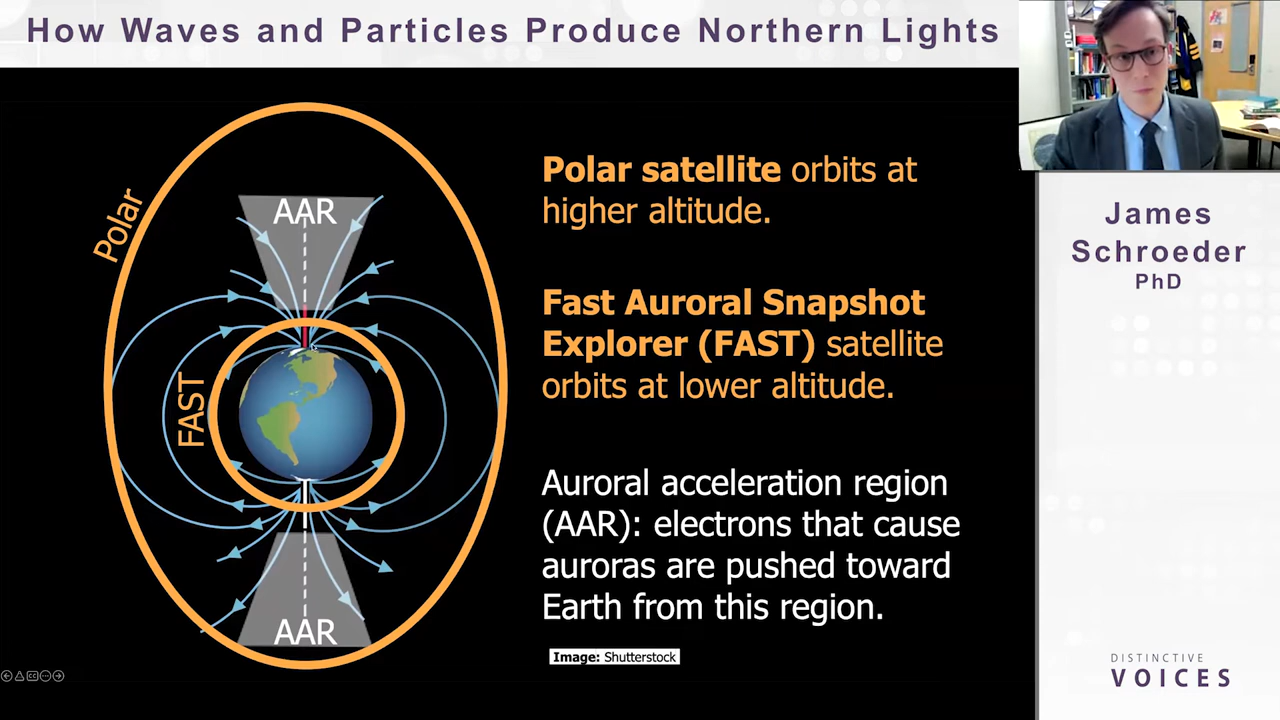 How Waves and Particles Produce Northern Lights
Polar
AAR
FAST
AAR
Polar satellite orbits at
higher altitude.
Fast Auroral Snapshot
Explorer (FAST) satellite
orbits at lower altitude.
Auroral acceleration region
(AAR): electrons that cause
auroras are pushed toward
Earth from this region.
Image: Shutterstock
James
Schroeder
PhD
DISTINCTIVE
VOICES